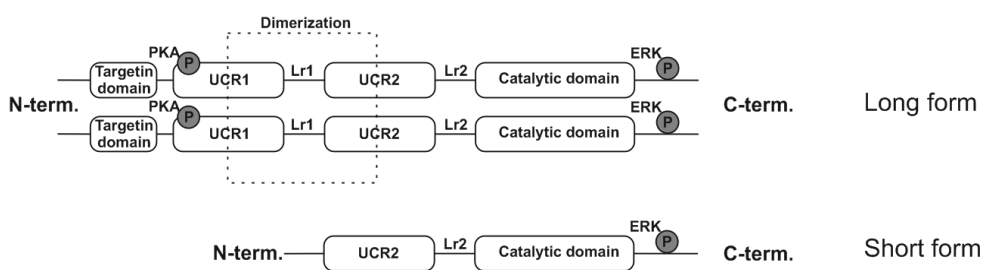 Dimerization
PKA P ERK P
Targetin domain UCR1 Lr1 UCR2 Lr2 Catalytic domain
N-term. C-term. Long form
PKA P ERK P
Targetin domain UCR1 Lr1 UCR2 Lr2 Catalytic domain
ERK P
N-term. UCR2 Lr2 Catalytic domain C-term. Short form